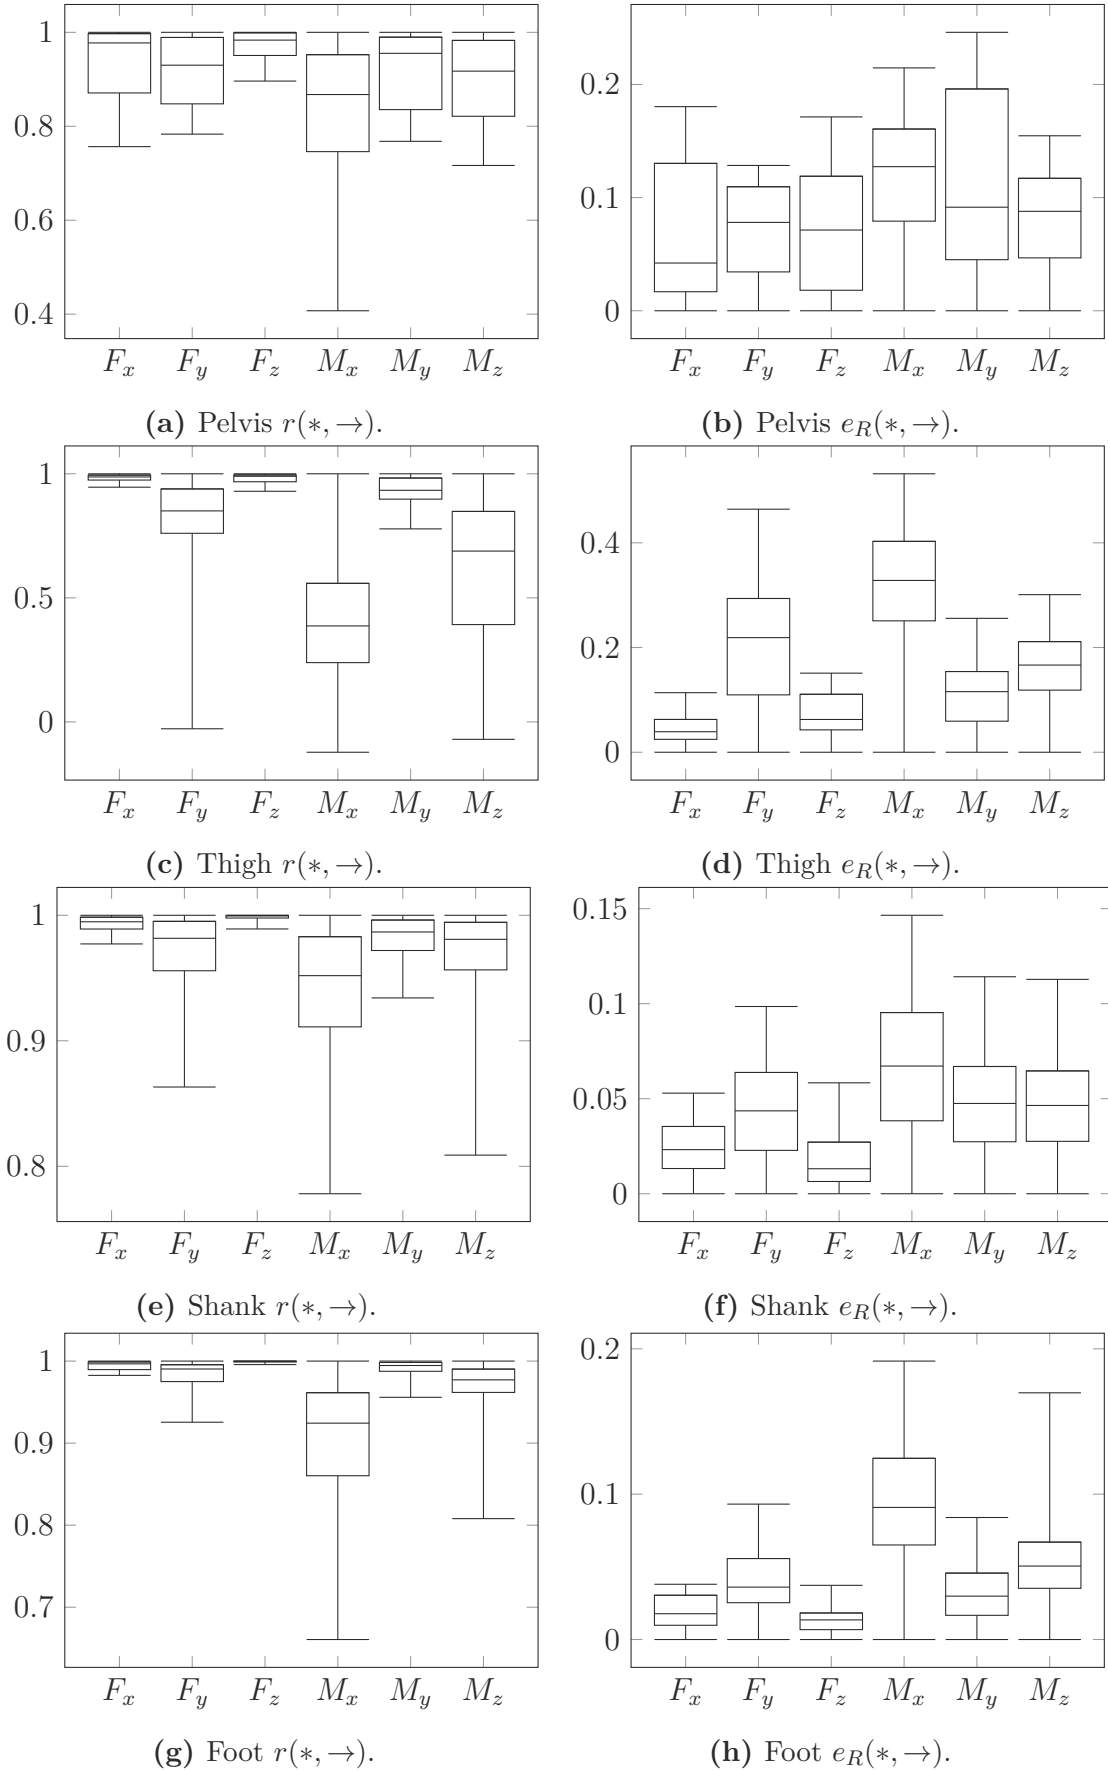 1
0.8
0.6
0.4
F_x F_y F_z M_x M_y M_z
(a) Pelvis r(∗, →).
0.2
0.1
0
F_x F_y F_z M_x M_y M_z
(b) Pelvis e_R(∗, →).
1
0.5
0
F_x F_y F_z M_x M_y M_z
(c) Thigh r(∗, →).
0.4
0.2
0
F_x F_y F_z M_x M_y M_z
(d) Thigh e_R(∗, →).
1
0.9
0.8
F_x F_y F_z M_x M_y M_z
(e) Shank r(∗, →).
0.15
0.1
0.05
0
F_x F_y F_z M_x M_y M_z
(f) Shank e_R(∗, →).
1
0.9
0.8
0.7
F_x F_y F_z M_x M_y M_z
(g) Foot r(∗, →).
0.2
0.1
0
F_x F_y F_z M_x M_y M_z
(h) Foot e_R(∗, →).